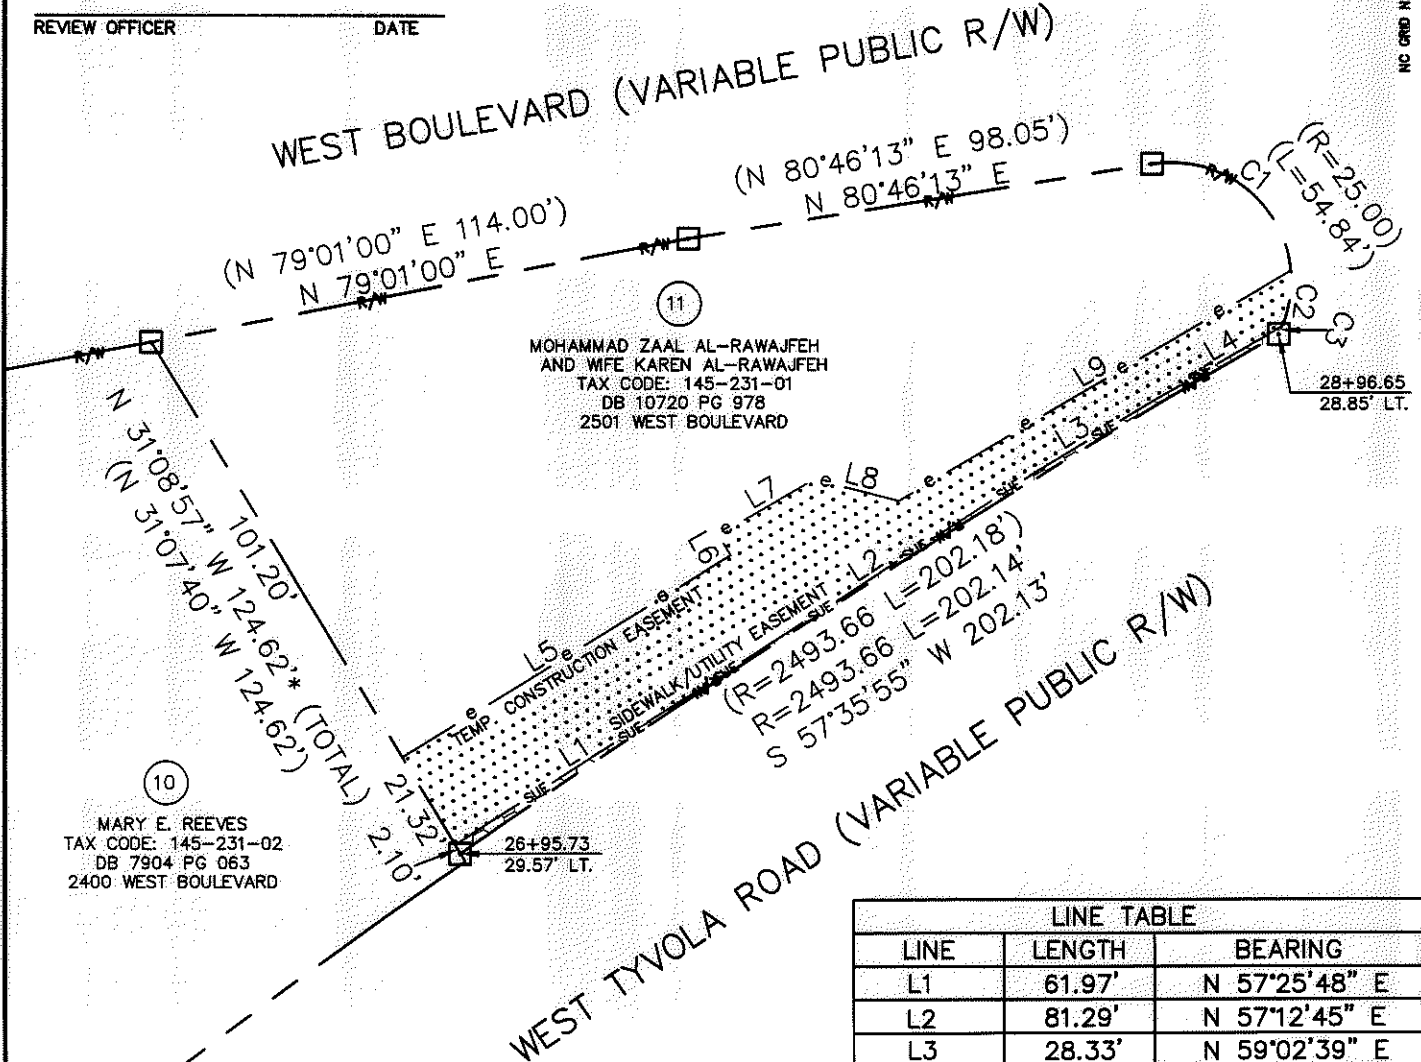 REVIEW OFFICER DATE
NC GRID N
WEST BOULEVARD (VARIABLE PUBLIC R/W)
(N 80°46'13" E 98.05')
N 80°46'13" E
R/W
R/W
C1
(R=25.00)
(L=54.84')
(N 79°01'00" E 114.00')
N 79°01'00" E
R/W
R/W
11
MOHAMMAD ZAAL AL-RAWAJFEH
AND WIFE KAREN AL-RAWAJFEH
TAX CODE: 145-231-01
DB 10720 PG 978
2501 WEST BOULEVARD
C2
C3
28+96.65
28.85' LT.
e
L4
L9
e
R/W
e
L3
SUE
L8
e
e
L7
e
SUE
L6
L2
SUE
R/W
e
L5
e
e
TEMP CONSTRUCTION EASEMENT
SIDEWALK/UTILITY EASEMENT
SUE
R/W
SUE
SUE
L1
SUE
101.20'
N 31°08'57" W 124.62'* (TOTAL)
(N 31°07'40" W 124.62')
21.32'
2.10'
(R=2493.66 L=202.18')
R=2493.66 L=202.14'
S 57°35'55" W 202.13'
10
MARY E. REEVES
TAX CODE: 145-231-02
DB 7904 PG 063
2400 WEST BOULEVARD
26+95.73
29.57' LT.
WEST TYVOLA ROAD (VARIABLE PUBLIC R/W)
LINE TABLE
LINE LENGTH BEARING
L1 61.97' N 57°25'48" E
L2 81.29' N 57°12'45" E
L3 28.33' N 59°02'39" E